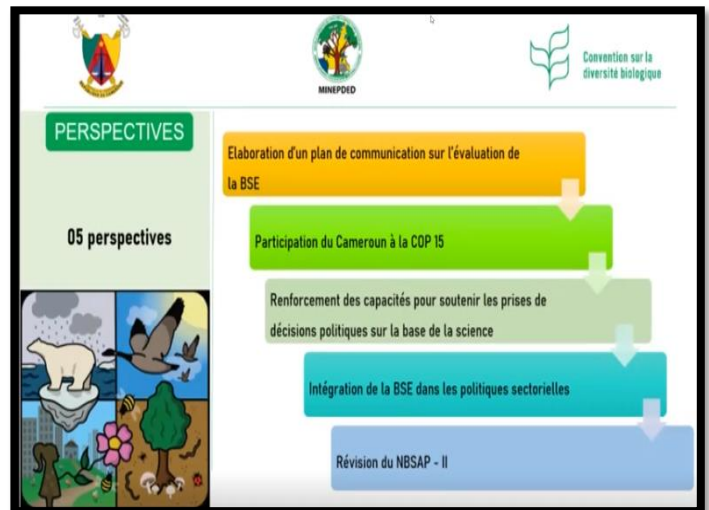 MINEPDED
Convention sur la
diversité biologique
PERSPECTIVES
05 perspectives
Elaboration d'un plan de communication sur l'évaluation de
la BSE
Participation du Cameroun à la COP 15
Renforcement des capacités pour soutenir les prises de
décisions politiques sur la base de la science
Intégration de la BSE dans les politiques sectorielles
Révision du NBSAP - II